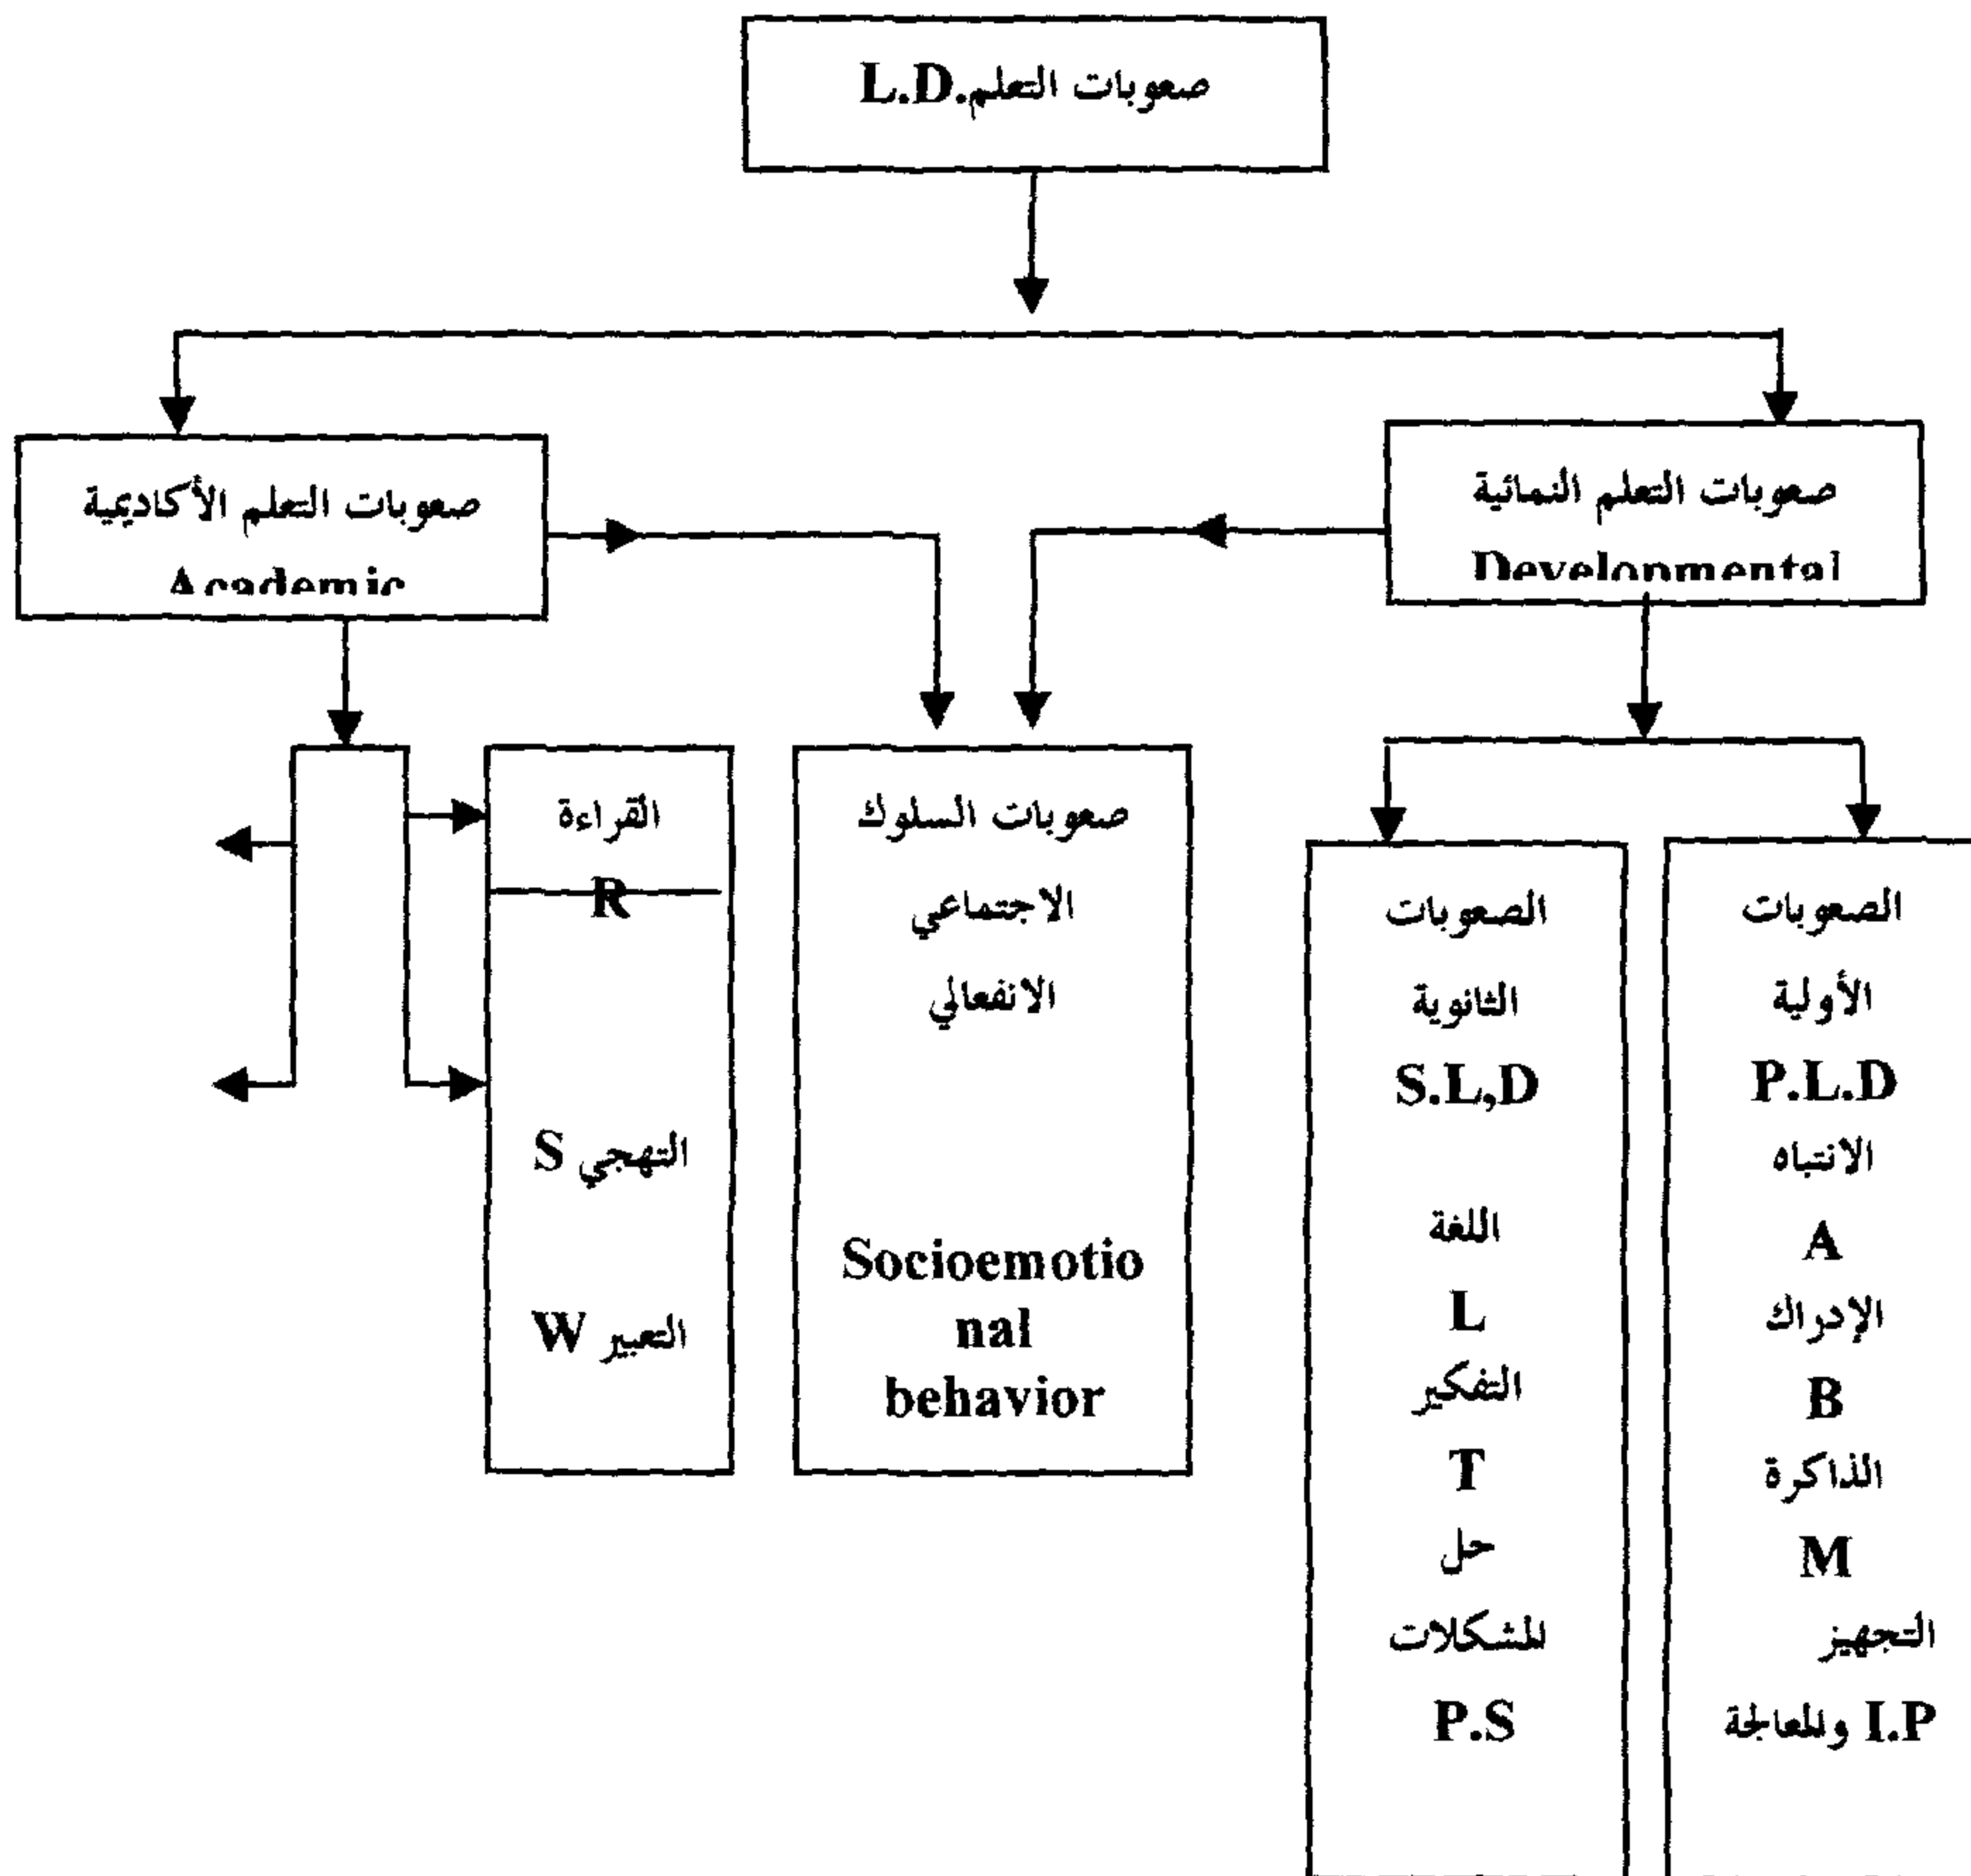 صعوبات التعلم.L.D
صعوبات التعلم النمائية
Developmental
صعوبات التعلم الأكاديمية
Academic
الصعوبات
الأولية
P.L.D
الانتباه
A
الإدراك
B
الذاكرة
M
التجهيز
والمعالجة I.P
الصعوبات
الثانوية
S.L,D
اللغة
L
التفكير
T
حل
المشكلات
P.S
صعوبات السلوك
الاجتماعي
الانفعالي
Socioemotio
nal
behavior
القراءة
R
التهجي S
التعبير W